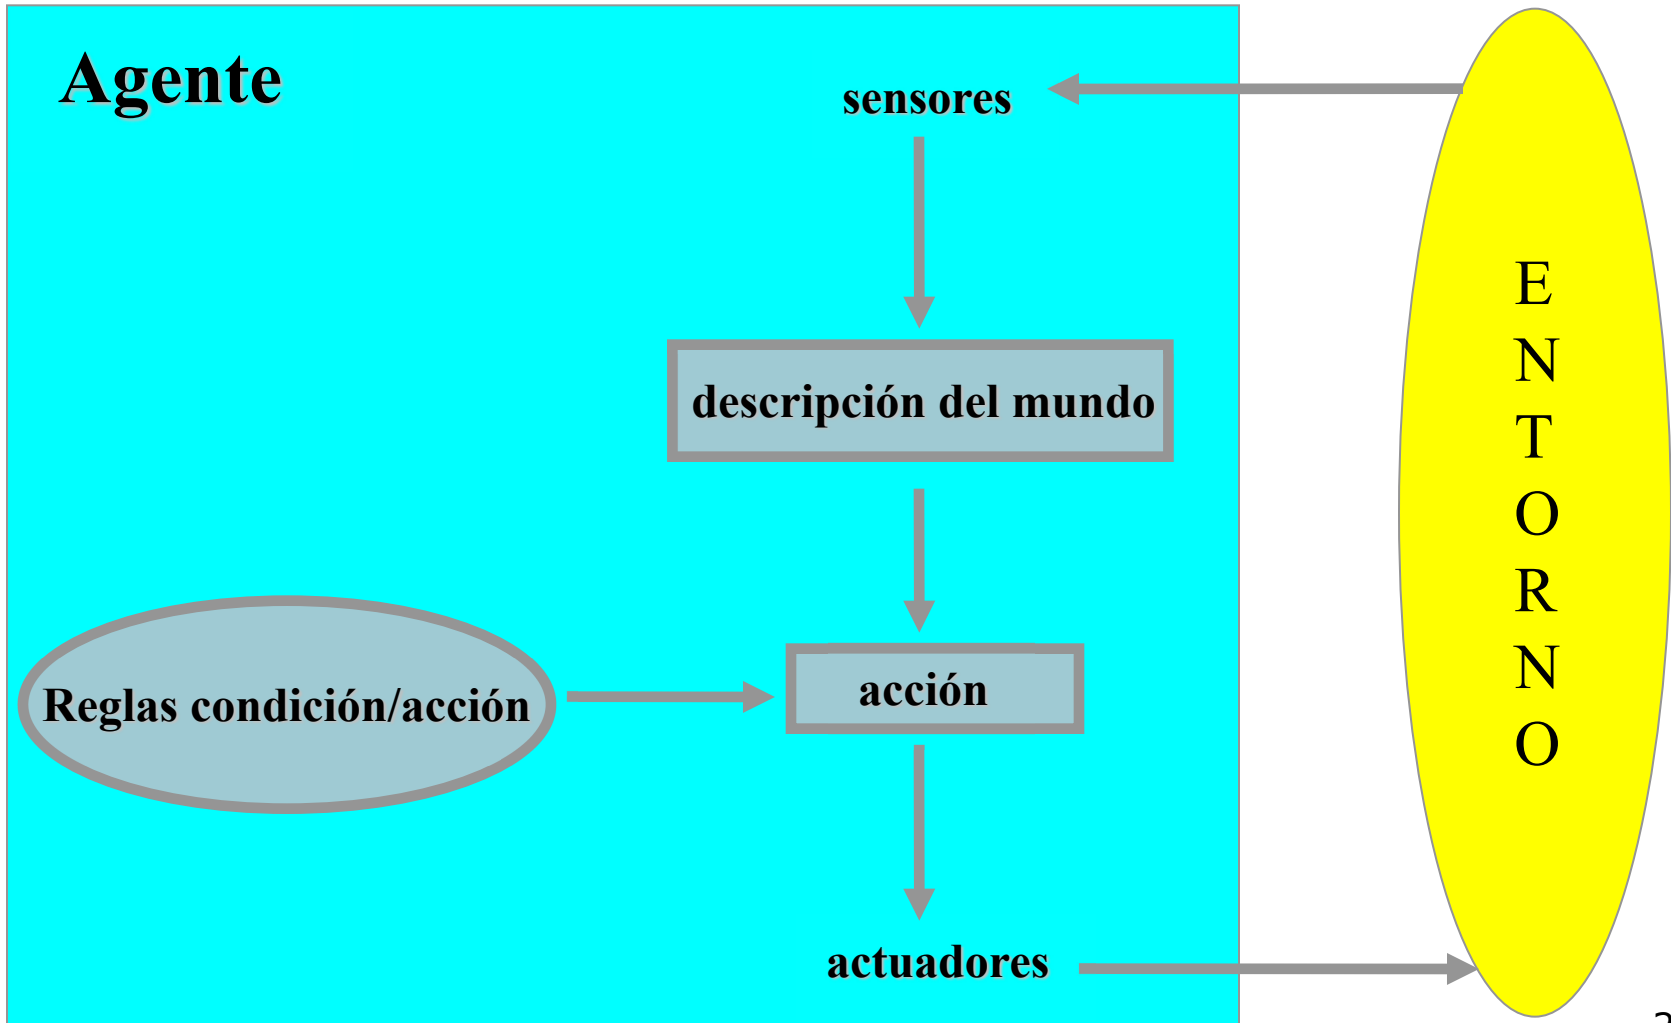 Agente
sensores
descripción del mundo
Reglas condición/acción
acción
actuadores
E
N
T
O
R
N
O